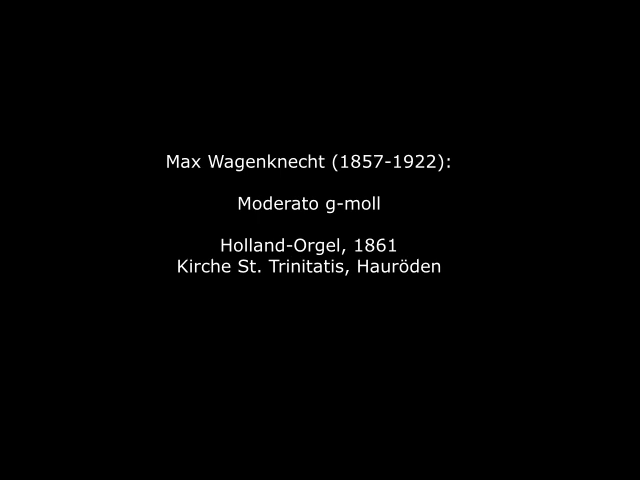 Max Wagenknecht (1857-1922):
Moderato g-moll
Holland-Orgel, 1861
Kirche St. Trinitatis, Hauröden